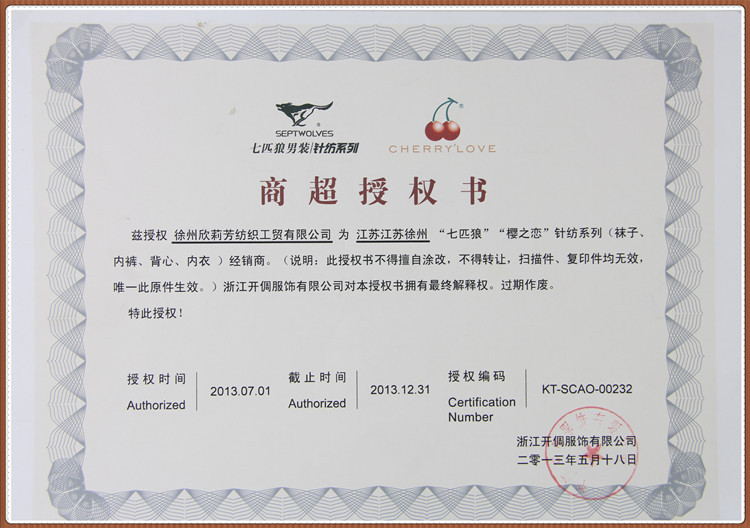 SEPTWOLVES
七匹狼男装/针纺系列
CHERRY'LOVE
商超授权书
兹授权 徐州欣莉芳纺织工贸有限公司 为 江苏江苏徐州 “七匹狼”“樱之恋”针纺系列（袜子、
内裤、背心、内衣 ）经销商。（说明：此授权书不得擅自涂改，不得转让，扫描件、复印件均无效，
唯一此原件生效。）浙江开倜服饰有限公司对本授权书拥有最终解释权。过期作废。
特此授权！
授权时间
Authorized
2013.07.01
截止时间
Authorized
2013.12.31
授权编码
Certification
Number
KT-SCAO-00232
浙江开倜服饰有限公司
二零一三年五月十八日